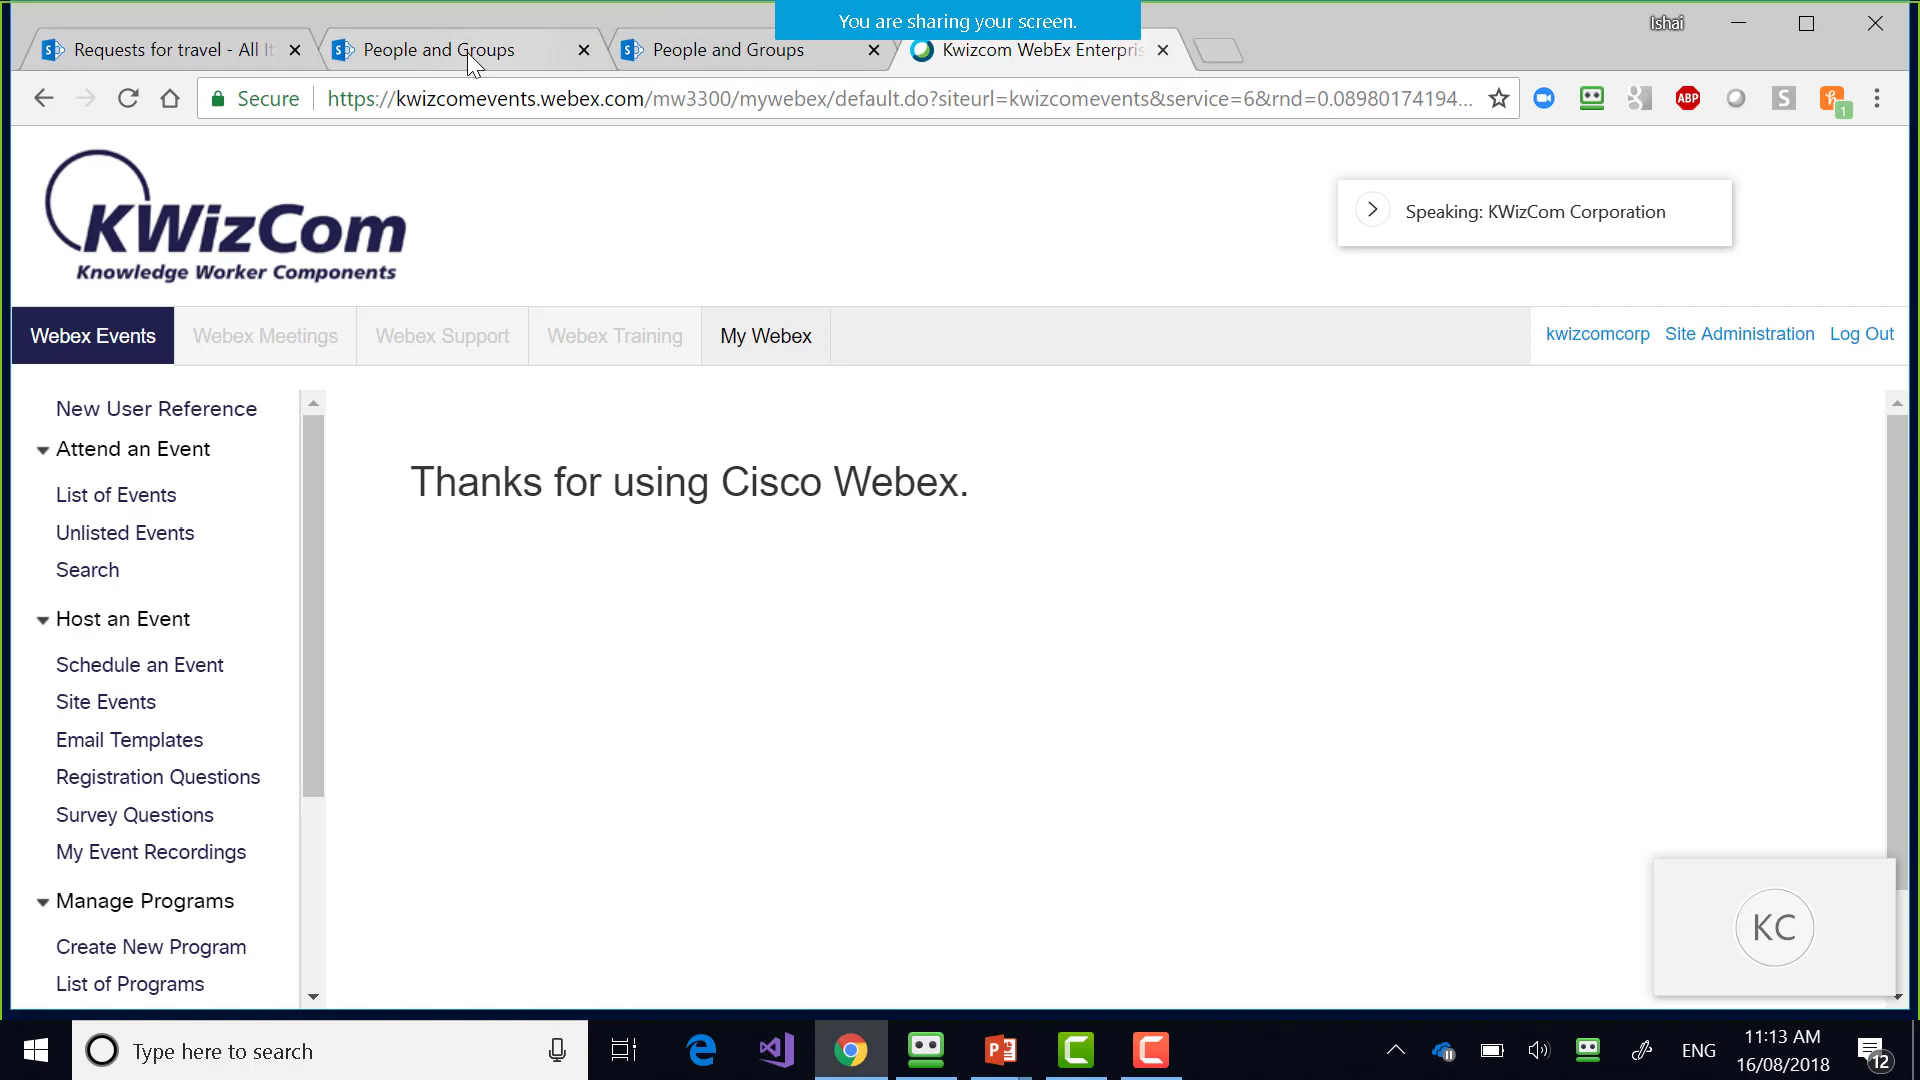 You are sharing your screen.
Ishai
Requests for travel - All It
People and Groups
People and Groups
Kwizcom WebEx Enterpris
Secure
https://kwizcomevents.webex.com/mw3300/mywebex/default.do?siteurl=kwizcomevents&service=6&rnd=0.08980174194...
ABP
S
1
KWizCom
Knowledge Worker Components
Speaking: KWizCom Corporation
Webex Events
Webex Meetings
Webex Support
Webex Training
My Webex
kwizcomcorp
Site Administration
Log Out
New User Reference
Attend an Event
List of Events
Unlisted Events
Search
Host an Event
Schedule an Event
Site Events
Email Templates
Registration Questions
Survey Questions
My Event Recordings
Manage Programs
Create New Program
List of Programs
Thanks for using Cisco Webex.
KC
Type here to search
ENG
11:13 AM
16/08/2018
12